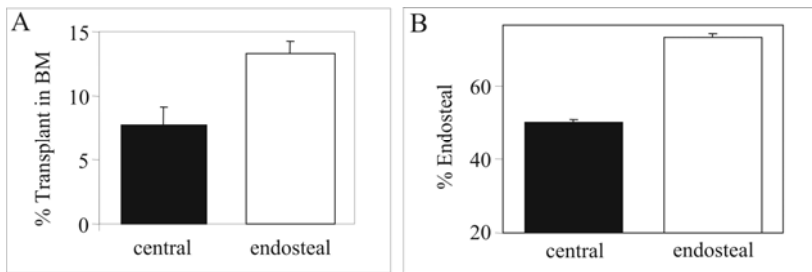 A
% Transplant in BM
15
10
5
0
central
endosteal
B
% Endosteal
60
40
20
central
endosteal